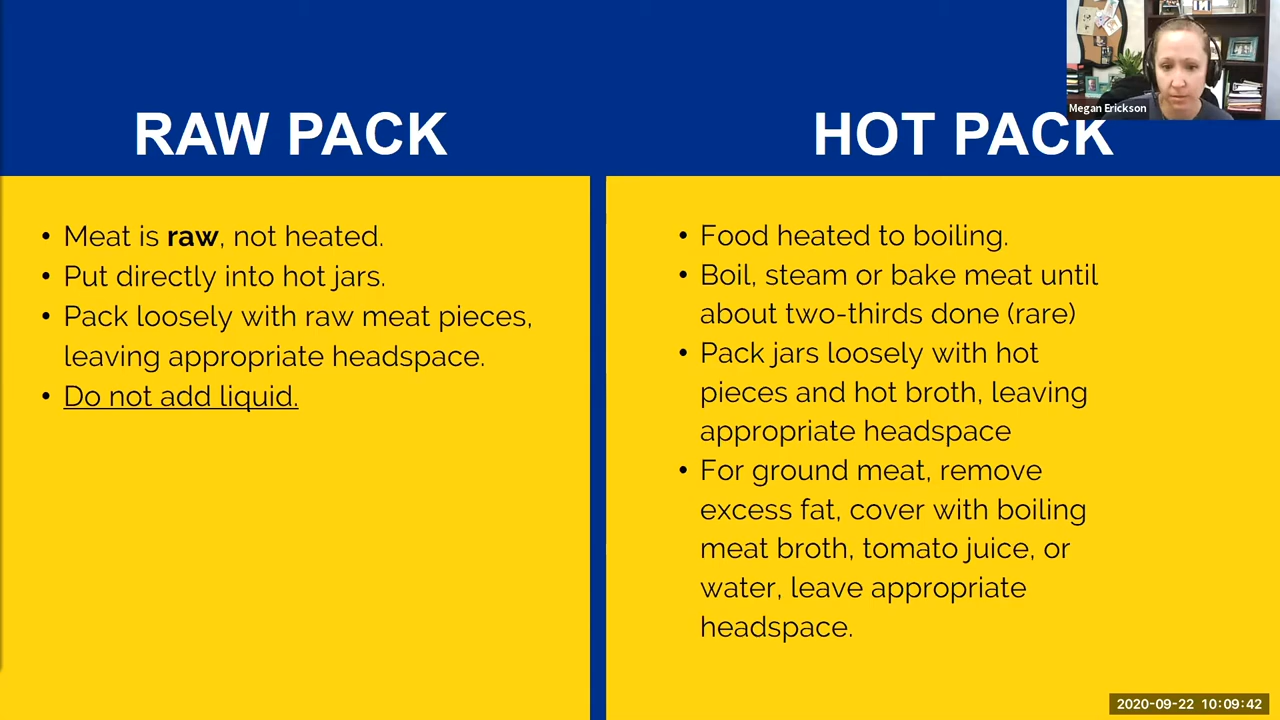 Megan Erickson
RAW PACK
• Meat is raw, not heated.
• Put directly into hot jars.
• Pack loosely with raw meat pieces,
leaving appropriate headspace.
• Do not add liquid.
HOT PACK
• Food heated to boiling.
• Boil, steam or bake meat until
about two-thirds done (rare)
• Pack jars loosely with hot
pieces and hot broth, leaving
appropriate headspace
• For ground meat, remove
excess fat, cover with boiling
meat broth, tomato juice, or
water, leave appropriate
headspace.
2020-09-22 10:09:42